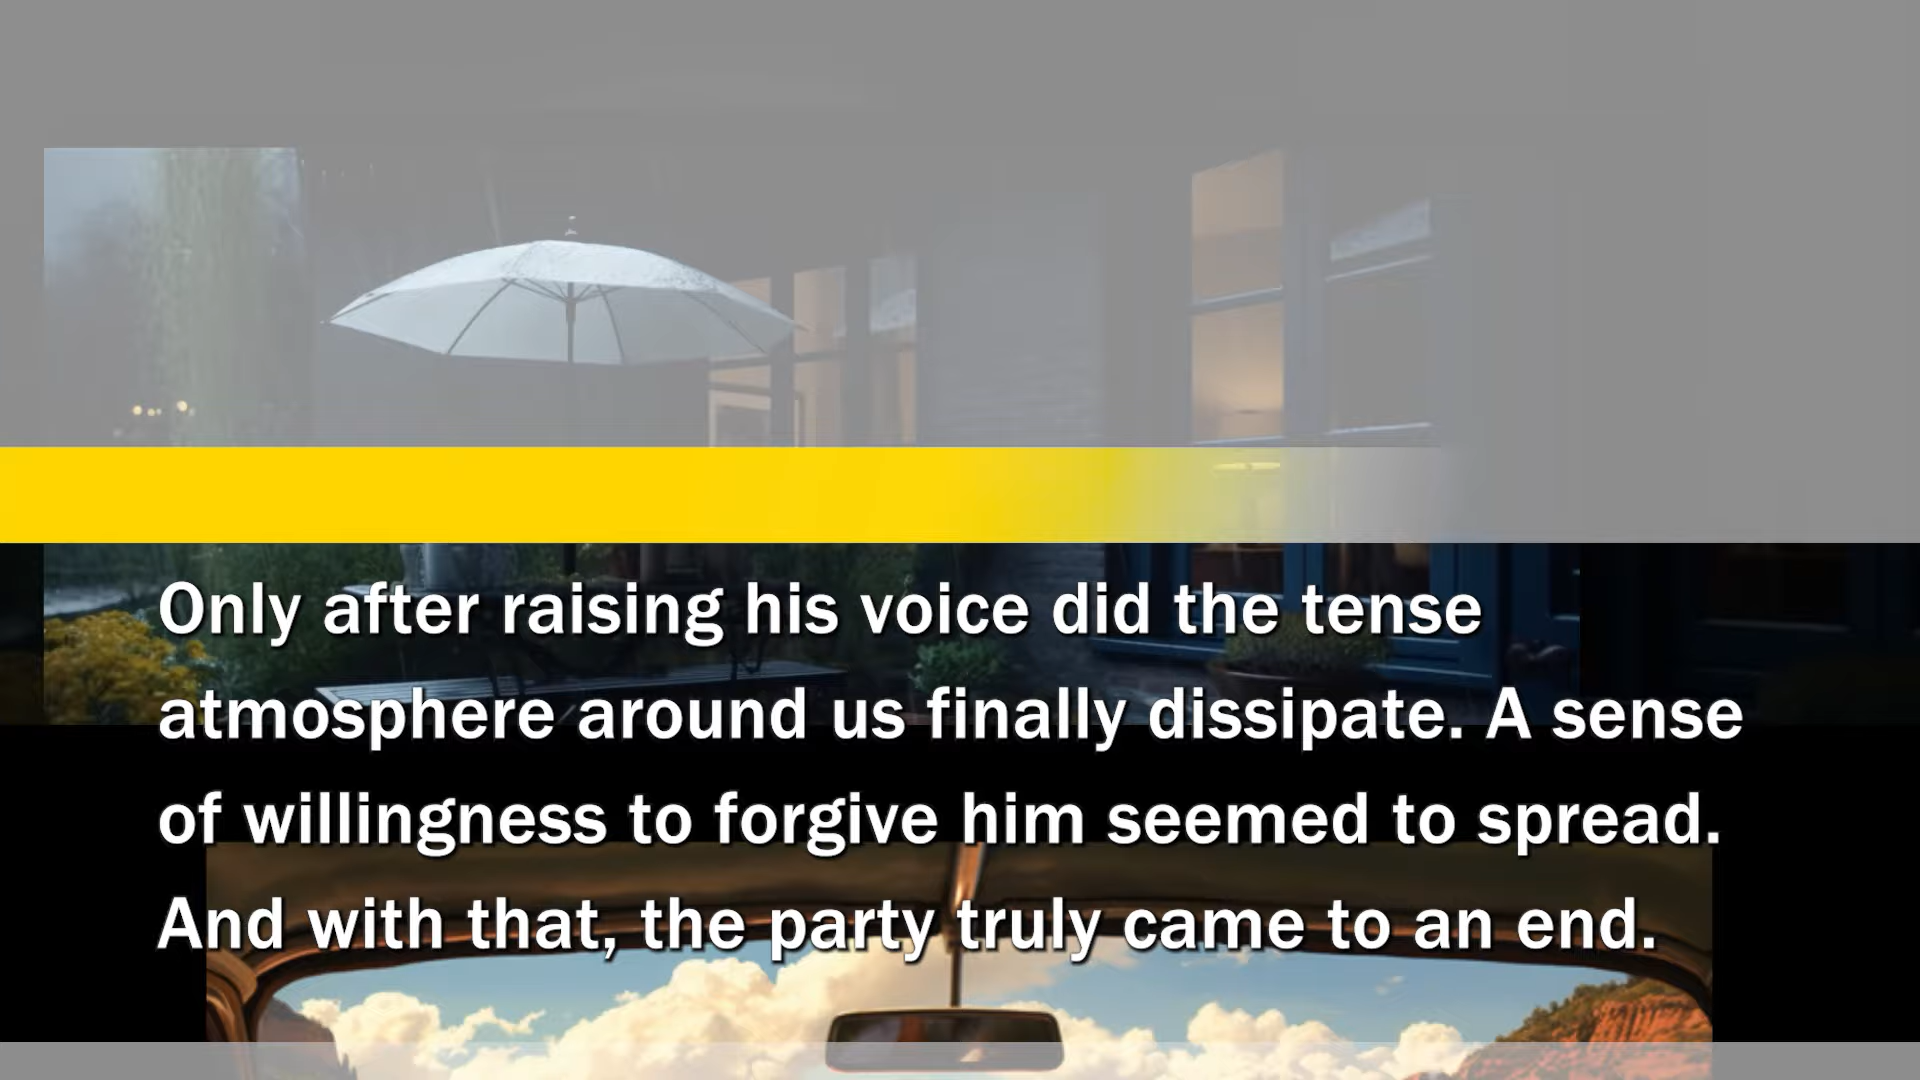 Only after raising his voice did the tense
atmosphere around us finally dissipate. A sense
of willingness to forgive him seemed to spread.
And with that, the party truly came to an end.